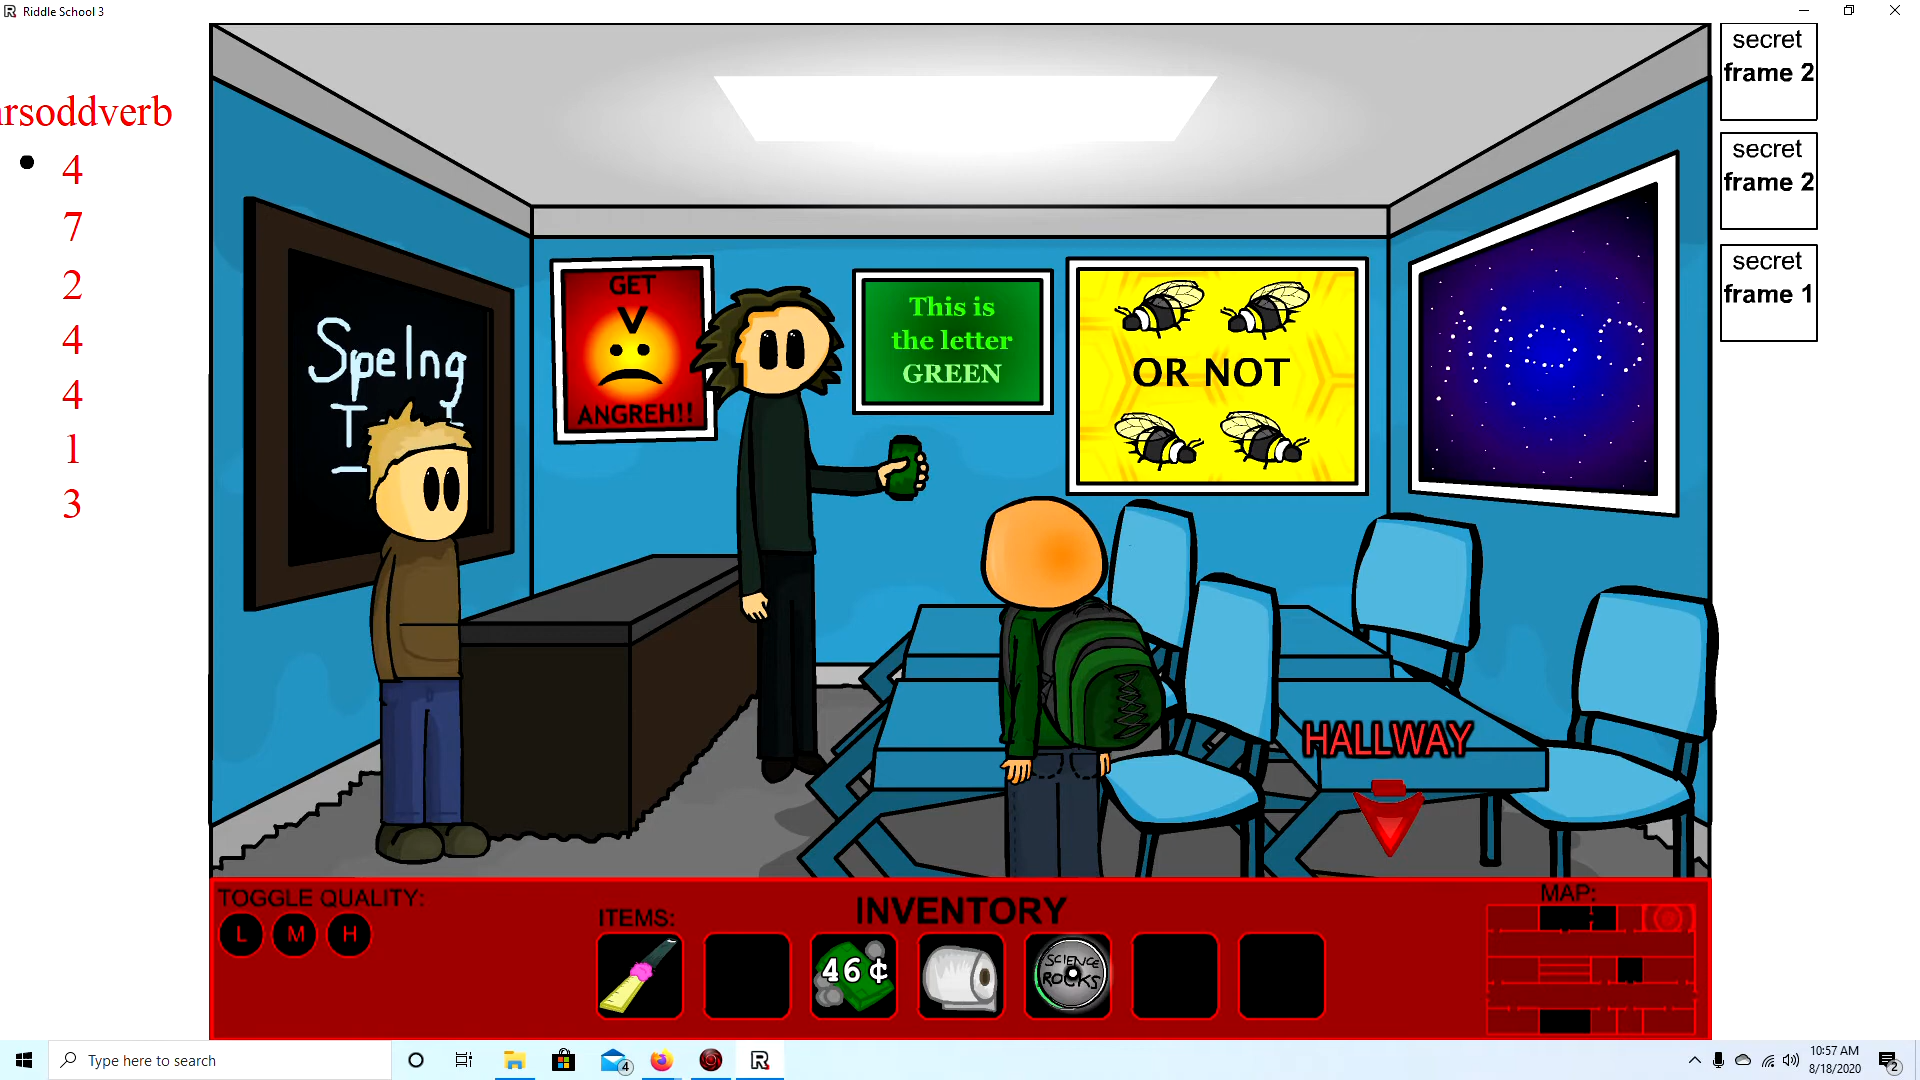 Riddle School 3
rsoddverb
4
7
2
4
4
1
3
secret
frame 2
secret
frame 2
secret
frame 1
Spelng
GET
ANGREH!!
This is
the letter
GREEN
OR NOT
HALLWAY
TOGGLE QUALITY:
L M H
INVENTORY
ITEMS:
46¢
SCIENCE
ROCKS
MAP:
Type here to search
4
10:57 AM
8/18/2020
2